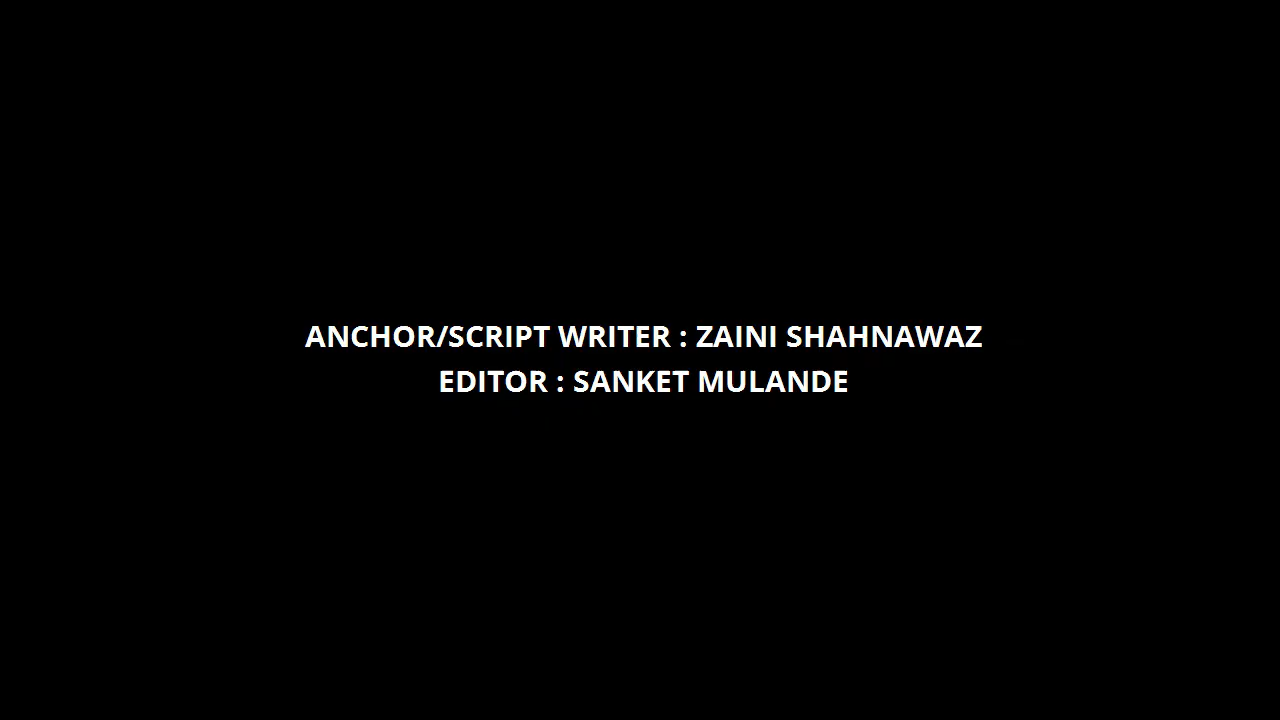 ANCHOR/SCRIPT WRITER : ZAINI SHAHNAWAZ
EDITOR : SANKET MULANDE